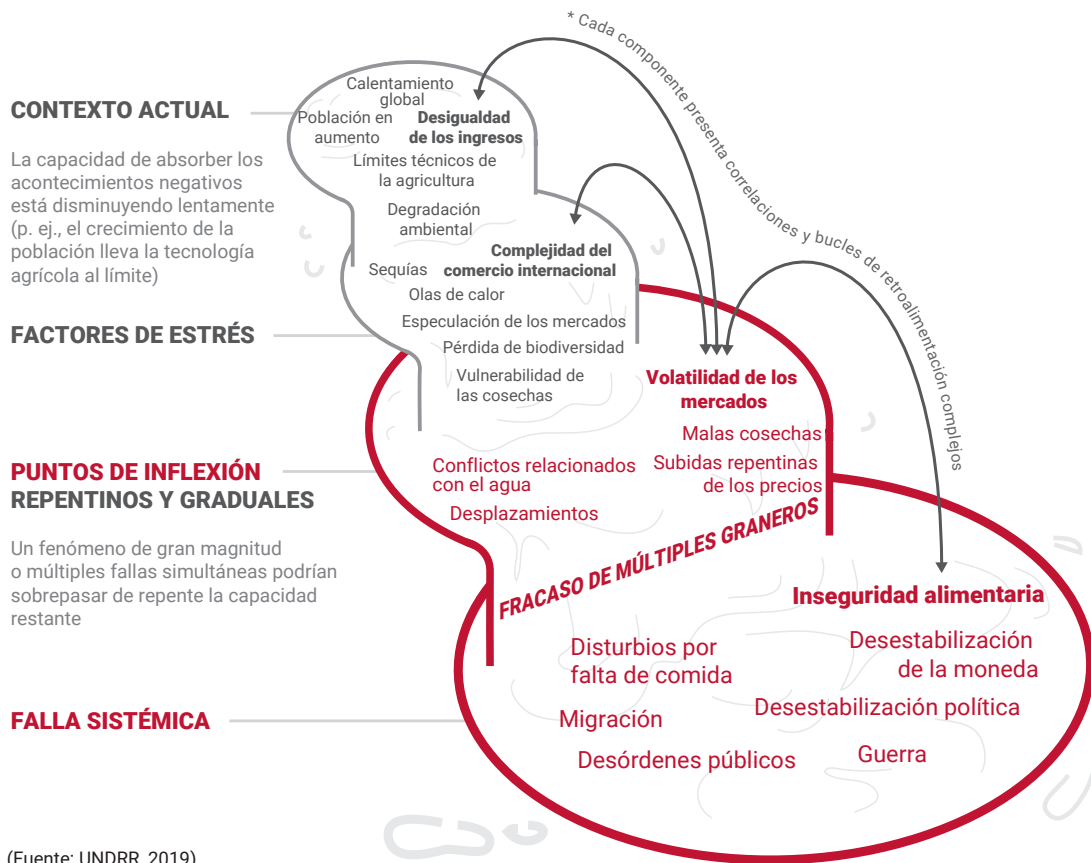 * Cada componente presenta correlaciones y bucles de retroalimentación complejos
CONTEXTO ACTUAL
La capacidad de absorber los
acontecimientos negativos
está disminuyendo lentamente
(p. ej., el crecimiento de la
población lleva la tecnología
agrícola al límite)
Calentamiento
global
Población en
aumento
Desigualdad
de los ingresos
Límites técnicos de
la agricultura
Degradación
ambiental
FACTORES DE ESTRÉS
Complejidad del
comercio internacional
Sequías
Olas de calor
Especulación de los mercados
Pérdida de biodiversidad
Vulnerabilidad de
las cosechas
PUNTOS DE INFLEXIÓN
REPENTINOS Y GRADUALES
Un fenómeno de gran magnitud
o múltiples fallas simultáneas podrían
sobrepasar de repente la capacidad
restante
Volatilidad de los
mercados
Malas cosechas
Subidas repentinas
de los precios
Conflictos relacionados
con el agua
Desplazamientos
FRACASO DE MÚLTIPLES GRANEROS
FALLA SISTÉMICA
Inseguridad alimentaria
Disturbios por
falta de comida
Desestabilización
de la moneda
Migración
Desestabilización política
Desórdenes públicos
Guerra
(Fuente: UNDRR, 2019)